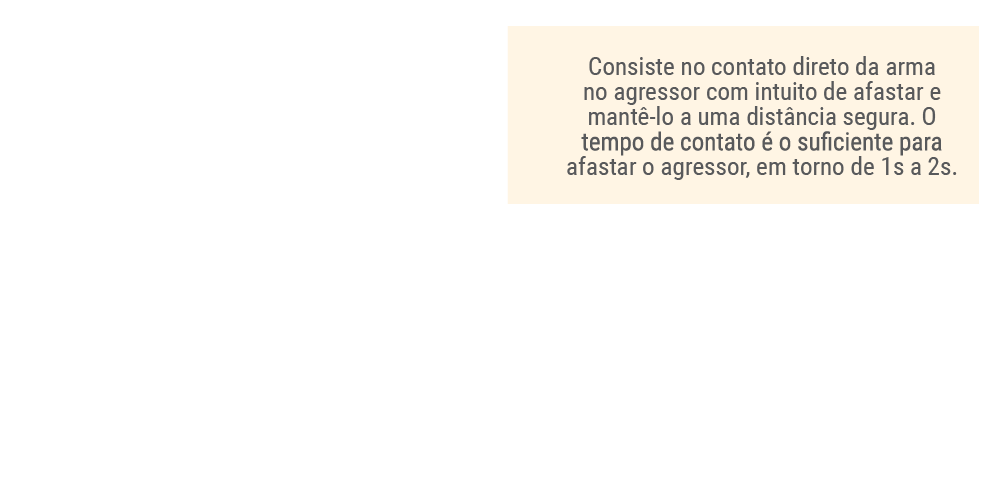 Consiste no contato direto da arma
no agressor com intuito de afastar e
mantê-lo a uma distância segura. O
tempo de contato é o suficiente para
afastar o agressor, em torno de 1s a 2s.